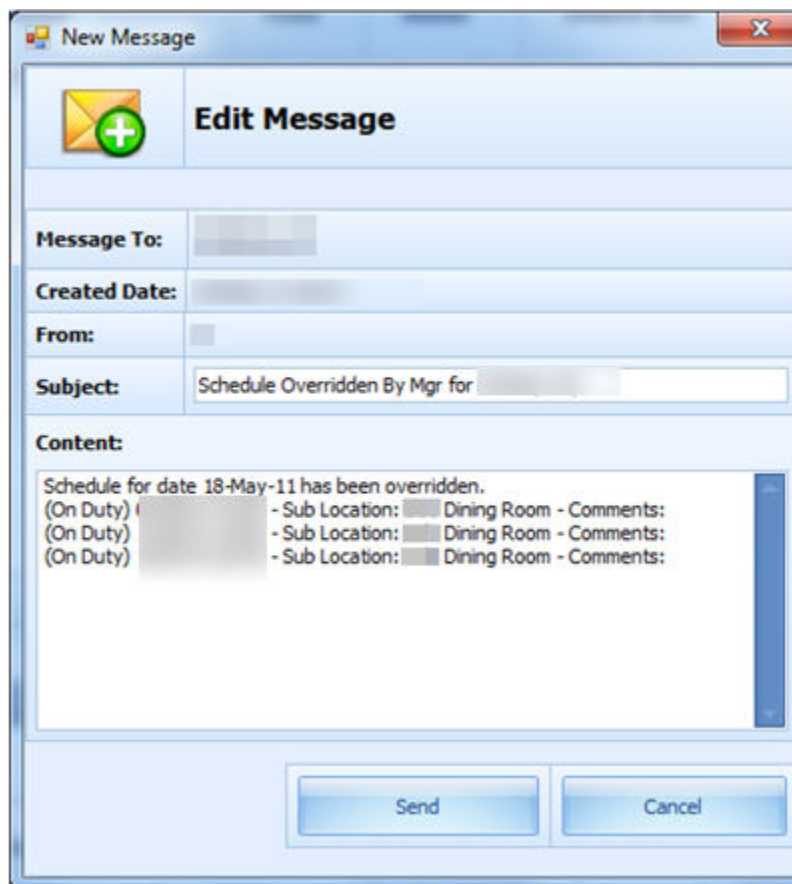 New Message
Edit Message
Message To:
Created Date:
From:
Subject: Schedule Overridden By Mgr for
Content:
Schedule for date 18-May-11 has been overridden.
(On Duty) - Sub Location: Dining Room - Comments:
(On Duty) - Sub Location: Dining Room - Comments:
(On Duty) - Sub Location: Dining Room - Comments:
Send Cancel